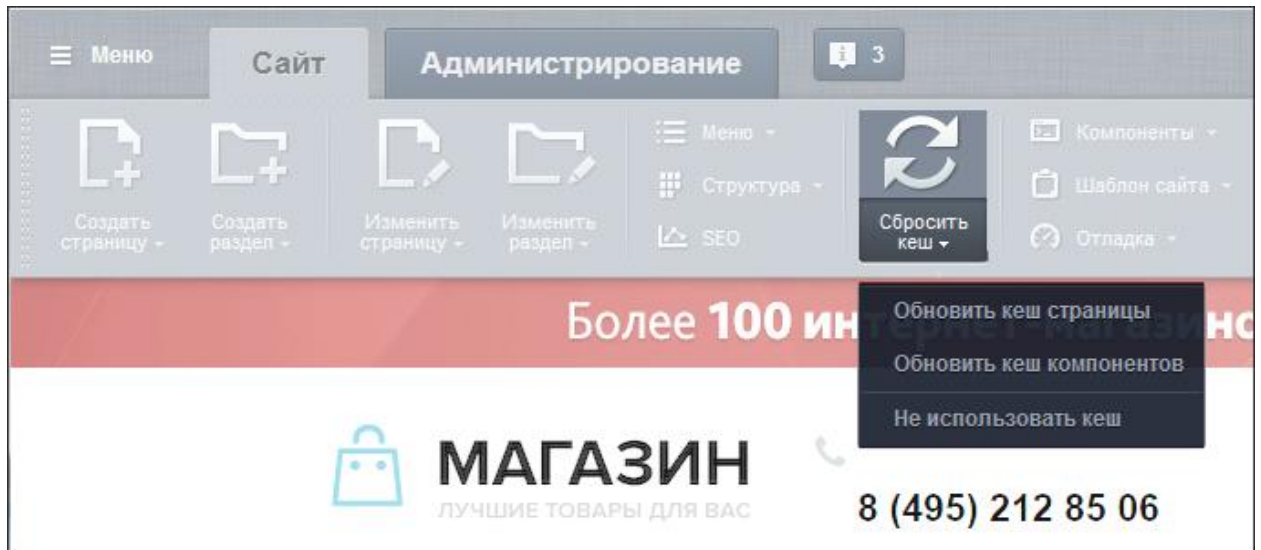 Меню
Сайт
Администрирование
3
Создать
страницу
Создать
раздел
Изменить
страницу
Изменить
раздел
Меню
Структура
SEO
Сбросить
кеш
Компоненты
Шаблон сайта
Отладка
Более 100 интернет-магазино
Обновить кеш страницы
Обновить кеш компонентов
Не использовать кеш
МАГАЗИН
ЛУЧШИЕ ТОВАРЫ ДЛЯ ВАС
8 (495) 212 85 06